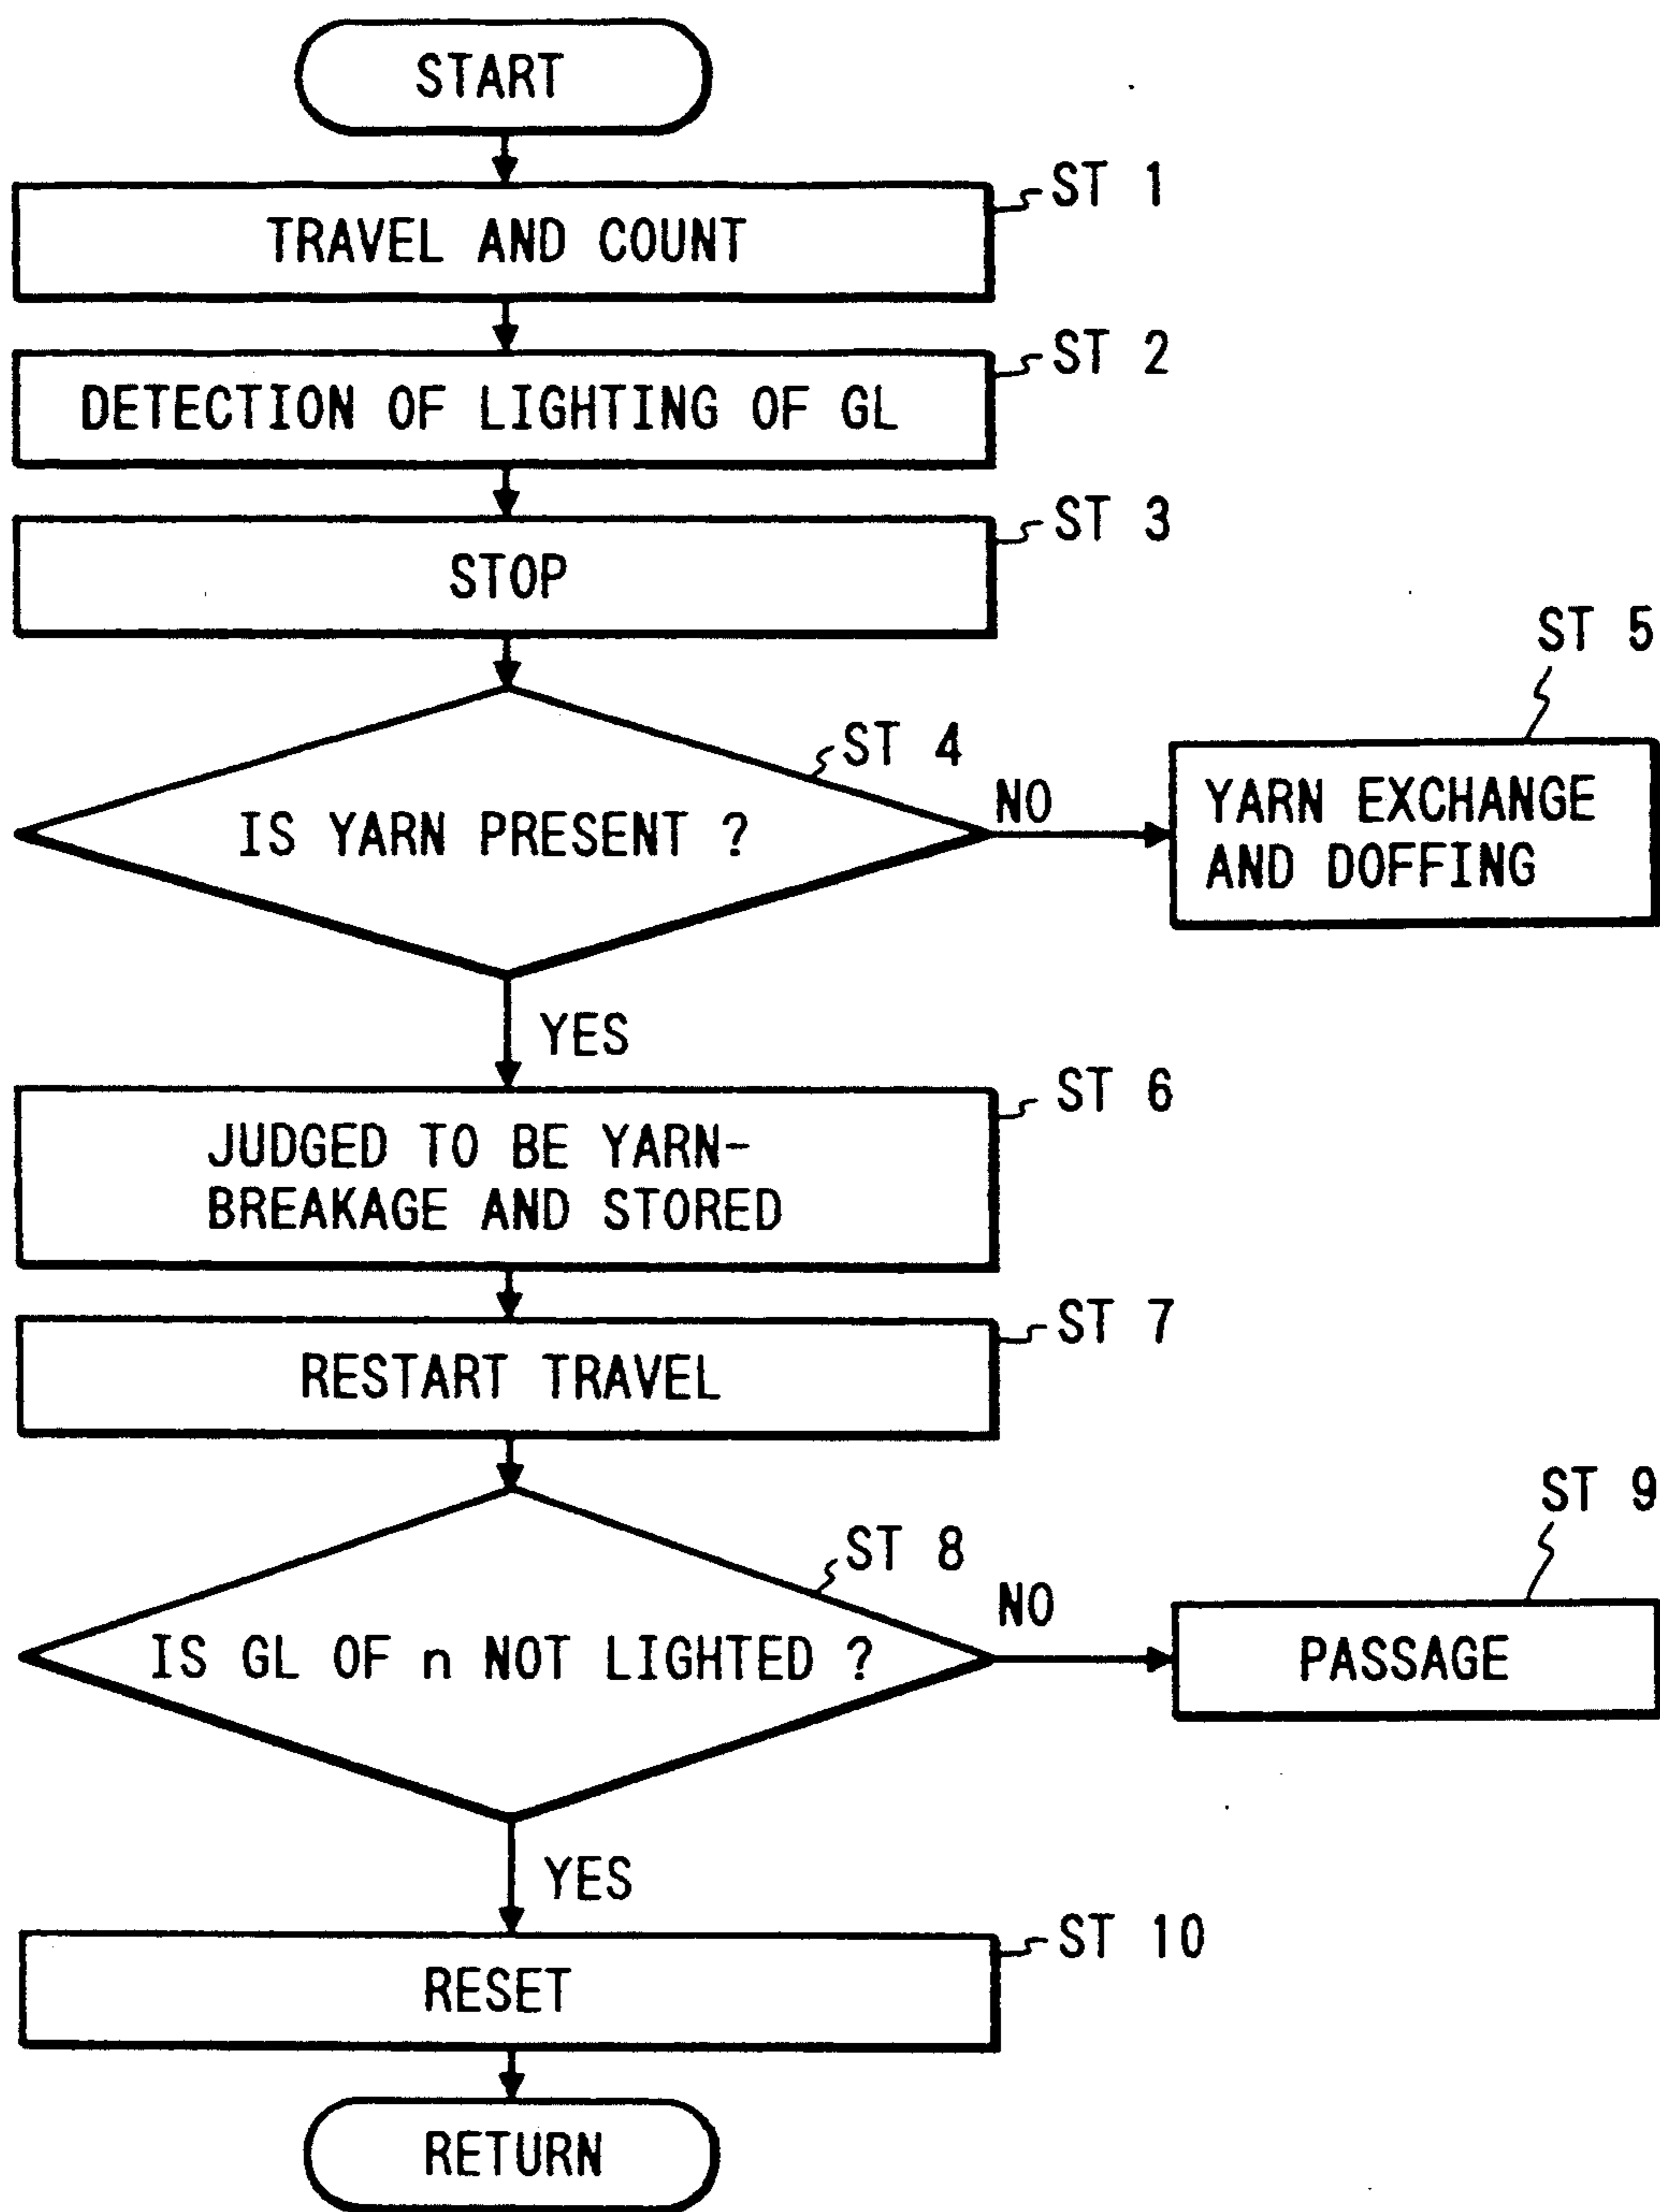 START
ST 1
TRAVEL AND COUNT
ST 2
DETECTION OF LIGHTING OF GL
ST 3
STOP
ST 4
IS YARN PRESENT ?
NO
ST 5
YARN EXCHANGE
AND DOFFING
YES
ST 6
JUDGED TO BE YARN-
BREAKAGE AND STORED
ST 7
RESTART TRAVEL
ST 8
IS GL OF n NOT LIGHTED ?
NO
ST 9
PASSAGE
YES
ST 10
RESET
RETURN